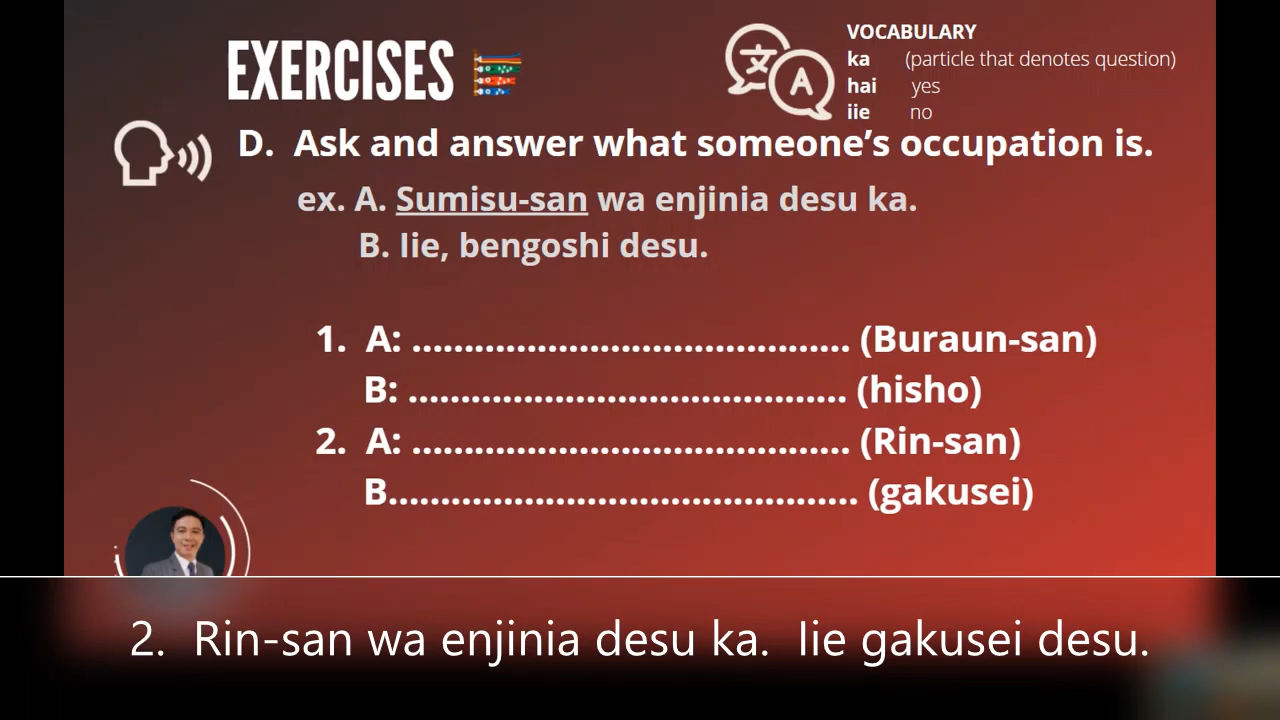 EXERCISES
VOCABULARY
ka (particle that denotes question)
hai yes
iie no
文 A
D. Ask and answer what someone's occupation is.
ex. A. Sumisu-san wa enjinia desu ka.
B. Iie, bengoshi desu.
1. A: .......................................... (Buraun-san)
B: .......................................... (hisho)
2. A: .......................................... (Rin-san)
B............................................. (gakusei)
2. Rin-san wa enjinia desu ka. Iie gakusei desu.